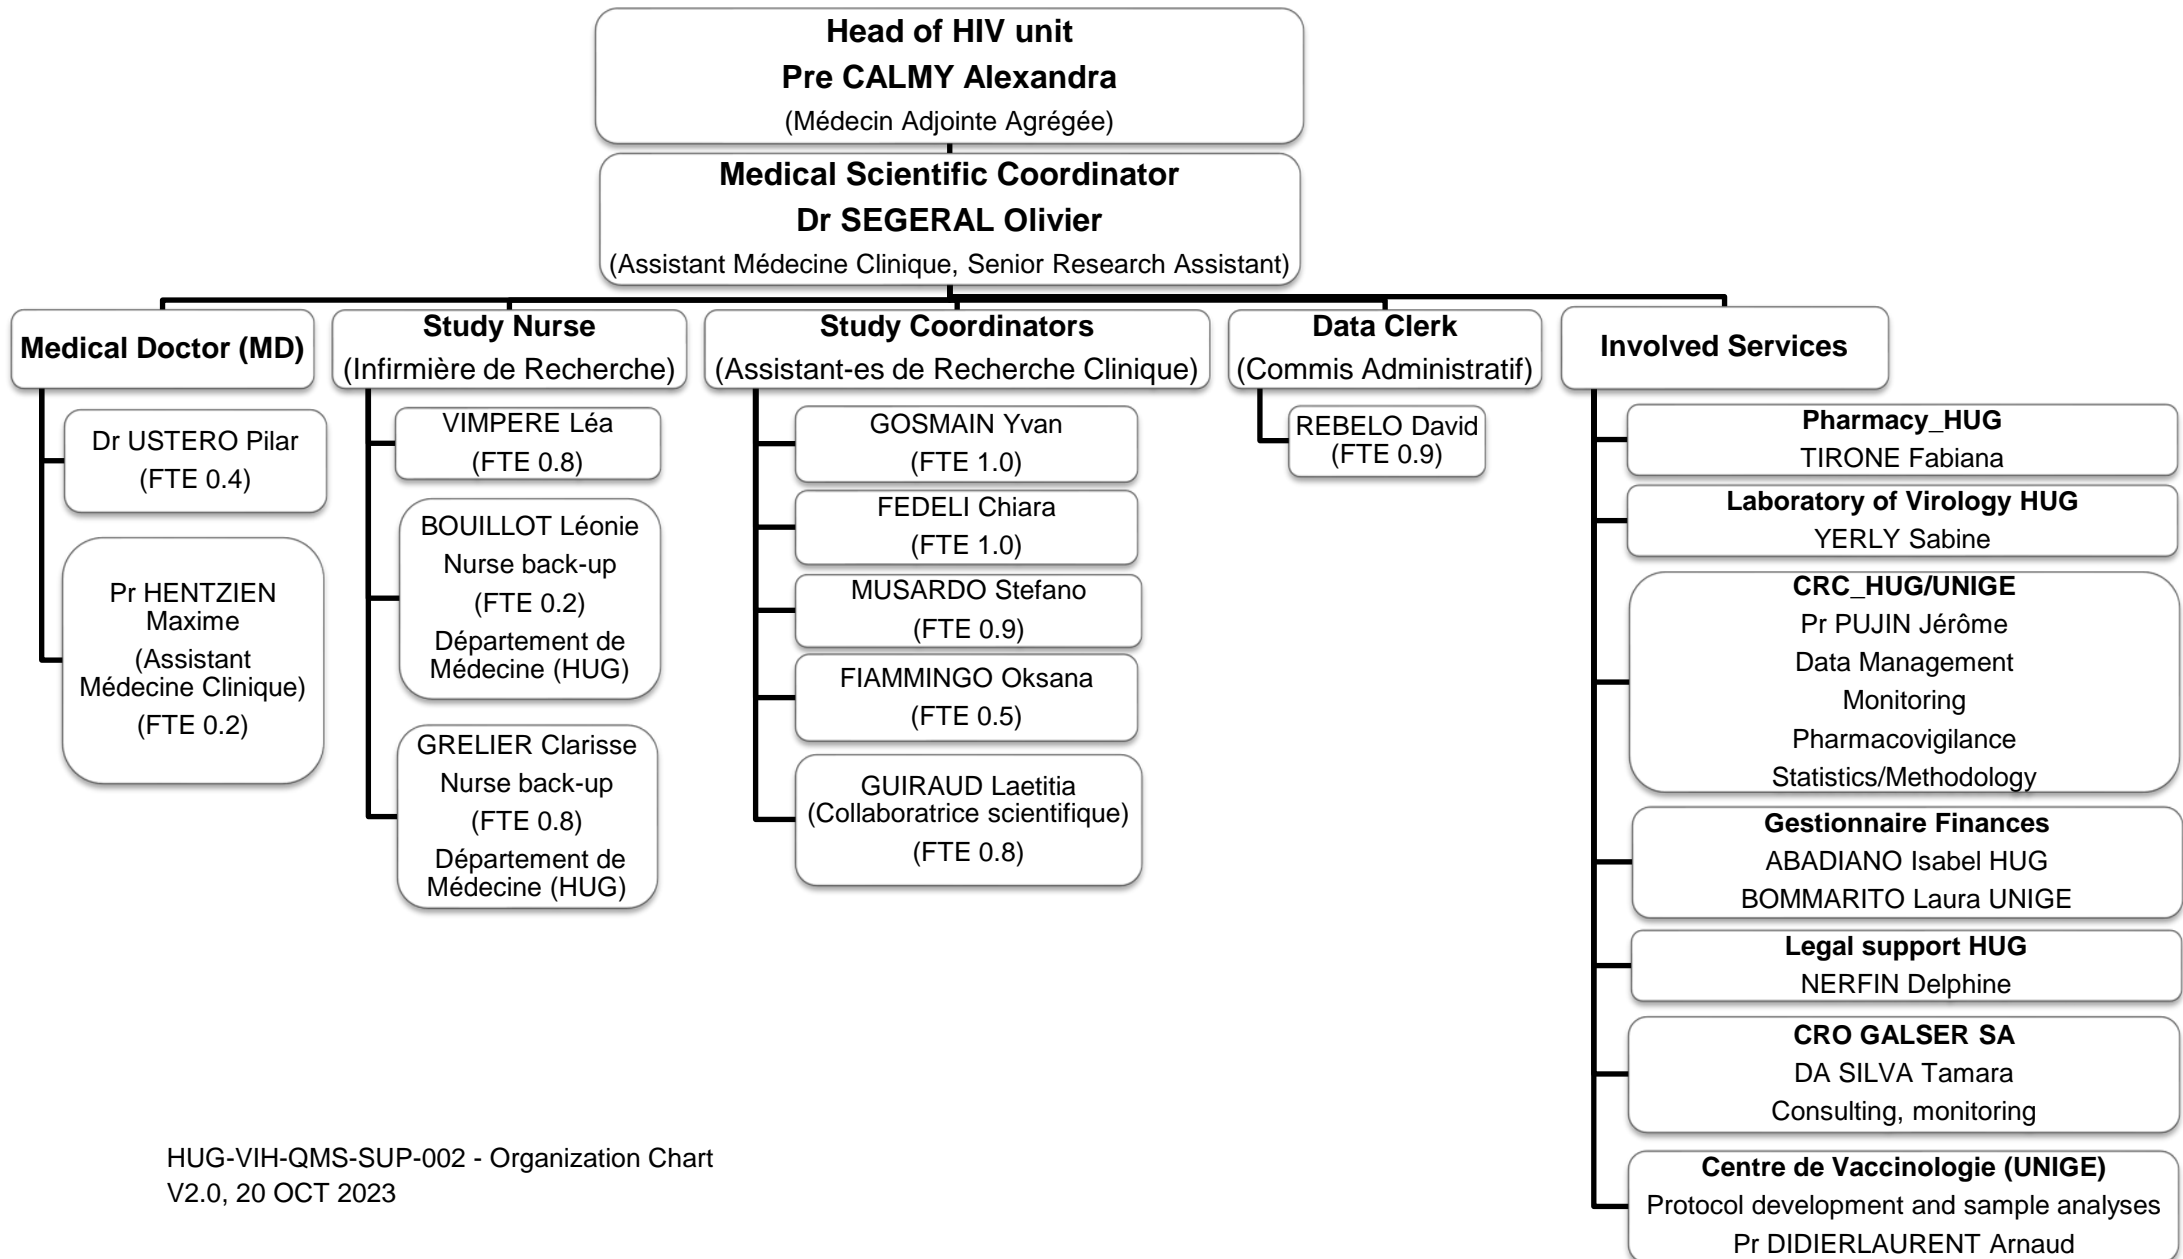 Head of HIV unit
Pre CALMY Alexandra
(Médecin Adjointe Agrégée)
Medical Scientific Coordinator
Dr SEGERAL Olivier
(Assistant Médecine Clinique, Senior Research Assistant)
Medical Doctor (MD)
Dr USTERO Pilar
(FTE 0.4)
Pr HENTZIEN
Maxime
(Assistant
Médecine Clinique)
(FTE 0.2)
Study Nurse
(Infirmière de Recherche)
VIMPERE Léa
(FTE 0.8)
BOUILLOT Léonie
Nurse back-up
(FTE 0.2)
Département de
Médecine (HUG)
GRELIER Clarisse
Nurse back-up
(FTE 0.8)
Département de
Médecine (HUG)
Study Coordinators
(Assistant-es de Recherche Clinique)
GOSMAIN Yvan
(FTE 1.0)
FEDELI Chiara
(FTE 1.0)
MUSARDO Stefano
(FTE 0.9)
FIAMMINGO Oksana
(FTE 0.5)
GUIRAUD Laetitia
(Collaboratrice scientifique)
(FTE 0.8)
Data Clerk
(Commis Administratif)
REBELO David
(FTE 0.9)
Involved Services
Pharmacy_HUG
TIRONE Fabiana
Laboratory of Virology HUG
YERLY Sabine
CRC_HUG/UNIGE
Pr PUJIN Jérôme
Data Management
Monitoring
Pharmacovigilance
Statistics/Methodology
Gestionnaire Finances
ABADIANO Isabel HUG
BOMMARITO Laura UNIGE
Legal support HUG
NERFIN Delphine
CRO GALSER SA
DA SILVA Tamara
Consulting, monitoring
Centre de Vaccinologie (UNIGE)
Protocol development and sample analyses
Pr DIDIERLAURENT Arnaud
HUG-VIH-QMS-SUP-002 - Organization Chart
V2.0, 20 OCT 2023